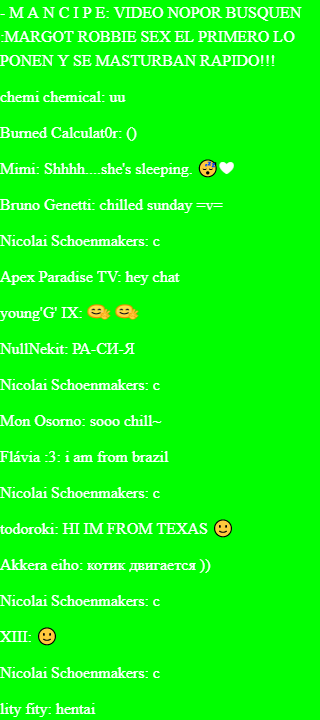 - M A N C I P E: VIDEO NOPOR BUSQUEN
:MARGOT ROBBIE SEX EL PRIMERO LO
PONEN Y SE MASTURBAN RAPIDO!!!
chemi chemical: uu
Burned Calculat0r: ()
Mimi: Shhhh....she's sleeping. 😴🤍
Bruno Genetti: chilled sunday =v=
Nicolai Schoenmakers: c
Apex Paradise TV: hey chat
young'G' IX: 🤗 🤗
NullNekit: РА-СИ-Я
Nicolai Schoenmakers: c
Mon Osorno: sooo chill~
Flávia :3: i am from brazil
Nicolai Schoenmakers: c
todoroki: HI IM FROM TEXAS 🙂
Akkera eiho: котик двигается ))
Nicolai Schoenmakers: c
XIII: 🙂
Nicolai Schoenmakers: c
lity fity: hentai